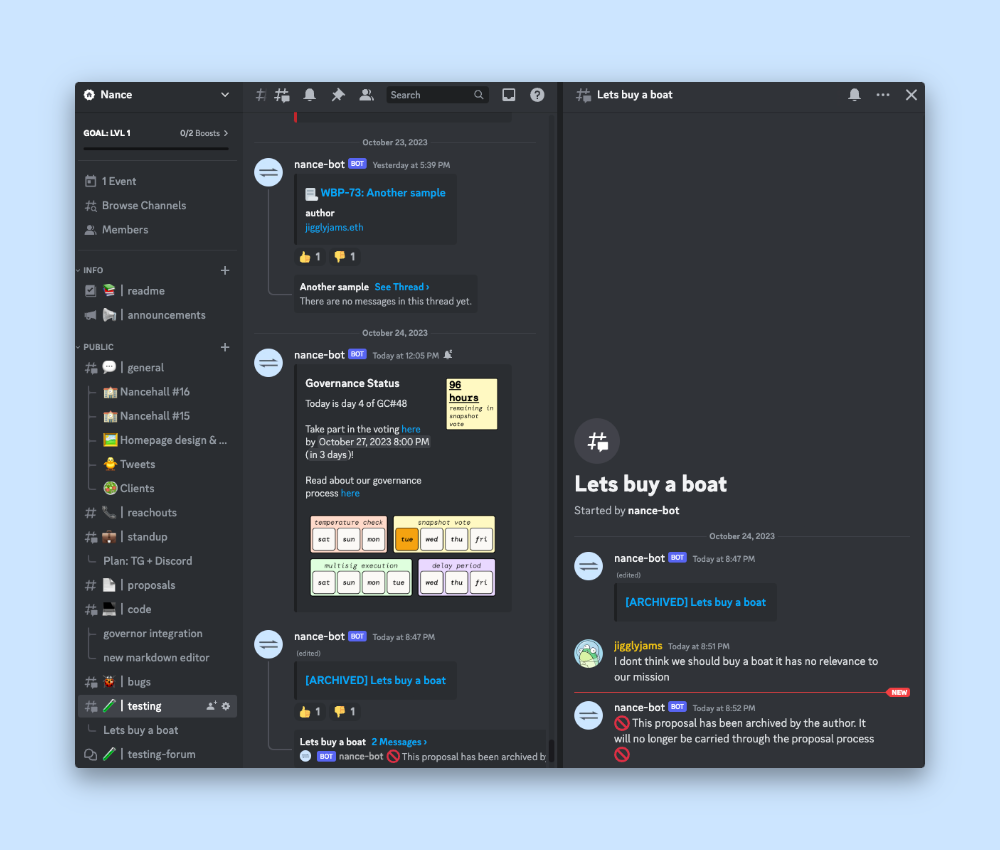 Nance
GOAL: LVL 1
0/2 Boosts
1 Event
Browse Channels
Members
INFO
| readme
| announcements
PUBLIC
| general
Nancehall #16
Nancehall #15
Homepage design & ...
Tweets
Clients
| reachouts
| standup
Plan: TG + Discord
| proposals
| code
governor integration
new markdown editor
| bugs
| testing
Lets buy a boat
| testing-forum
Search
October 23, 2023
nance-bot BOT Yesterday at 5:39 PM
WBP-73: Another sample
author
jigglyjams.eth
1 1
Another sample See Thread ›
There are no messages in this thread yet.
October 24, 2023
nance-bot BOT Today at 12:05 PM
Governance Status
Today is day 4 of GC#48
Take part in the voting here
by October 27, 2023 8:00 PM
(in 3 days)!
Read about our governance
process here
96
hours
remaining in
snapshot
vote
temperature check
sat sun mon
snapshot vote
tue wed thu fri
multisig execution
sat sun mon tue
delay period
wed thu fri
nance-bot BOT Today at 8:47 PM
(edited)
[ARCHIVED] Lets buy a boat
1 1
Lets buy a boat 2 Messages ›
BOT nance-bot This proposal has been archived by
Lets buy a boat
Lets buy a boat
Started by nance-bot
October 24, 2023
nance-bot BOT Today at 8:47 PM
(edited)
[ARCHIVED] Lets buy a boat
jigglyjams Today at 8:51 PM
I dont think we should buy a boat it has no relevance to
our mission
NEW
nance-bot BOT Today at 8:52 PM
This proposal has been archived by the author. It
will no longer be carried through the proposal process